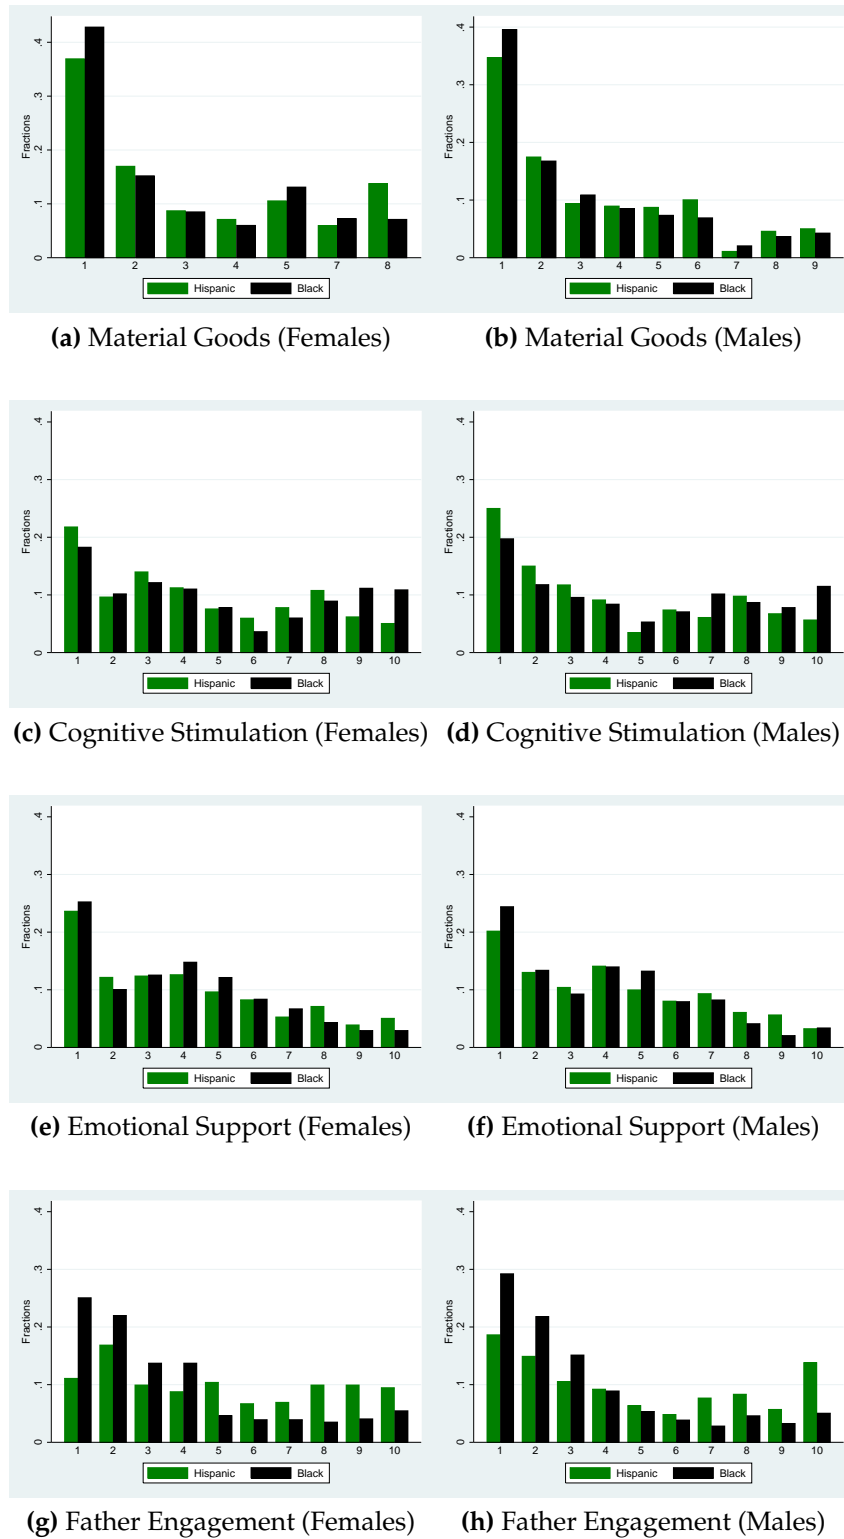 Fractions
0 .1 .2 .3 .4
1 2 3 4 5 7 8
Hispanic Black
(a) Material Goods (Females)
Fractions
0 .1 .2 .3 .4
1 2 3 4 5 6 7 8 9
Hispanic Black
(b) Material Goods (Males)
Fractions
0 .1 .2 .3 .4
1 2 3 4 5 6 7 8 9 10
Hispanic Black
(c) Cognitive Stimulation (Females)
Fractions
0 .1 .2 .3 .4
1 2 3 4 5 6 7 8 9 10
Hispanic Black
(d) Cognitive Stimulation (Males)
Fractions
0 .1 .2 .3 .4
1 2 3 4 5 6 7 8 9 10
Hispanic Black
(e) Emotional Support (Females)
Fractions
0 .1 .2 .3 .4
1 2 3 4 5 6 7 8 9 10
Hispanic Black
(f) Emotional Support (Males)
Fractions
0 .1 .2 .3 .4
1 2 3 4 5 6 7 8 9 10
Hispanic Black
(g) Father Engagement (Females)
Fractions
0 .1 .2 .3 .4
1 2 3 4 5 6 7 8 9 10
Hispanic Black
(h) Father Engagement (Males)